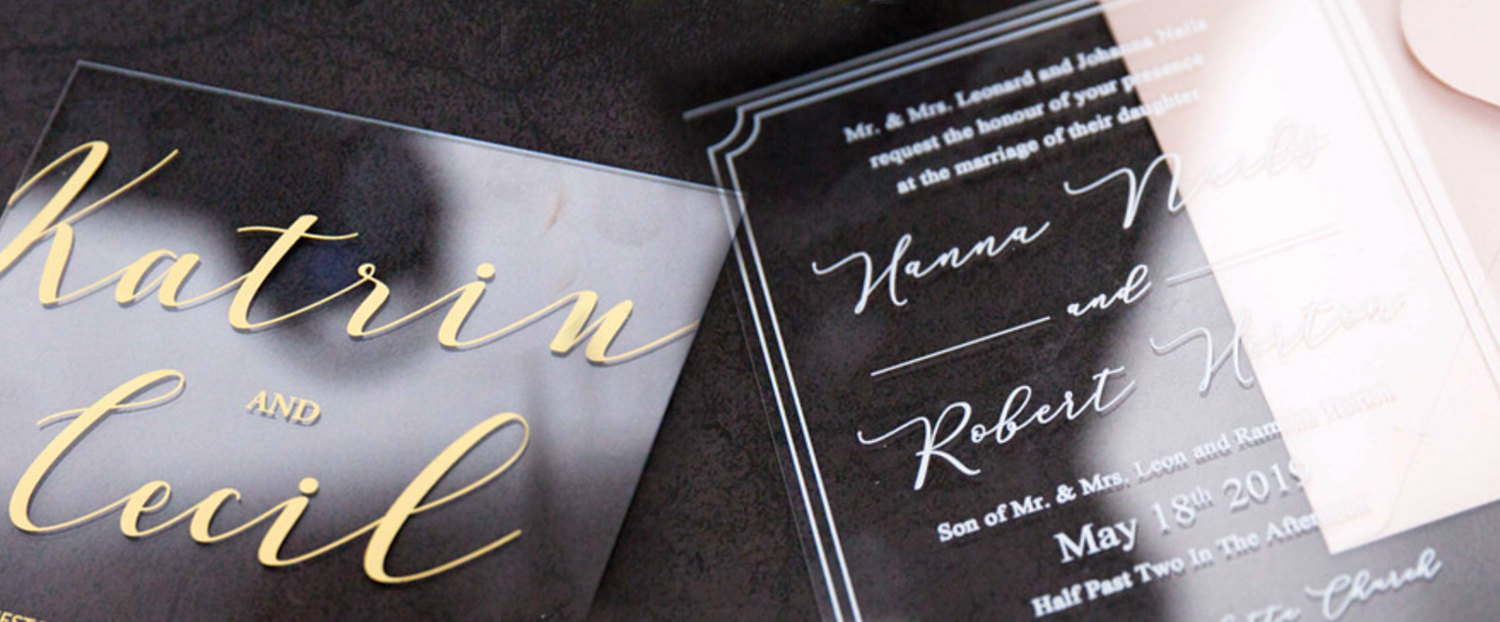 Katrin
AND
Cecil
Mr. & Mrs. Leonard and Johanna Nails
request the honour of your presence
at the marriage of their daughter
Hanna Nails
and
Robert Horton
Son of Mr. & Mrs. Leon and Ramona Horton
May 18th 2019
Half Past Two In The Afternoon
Church